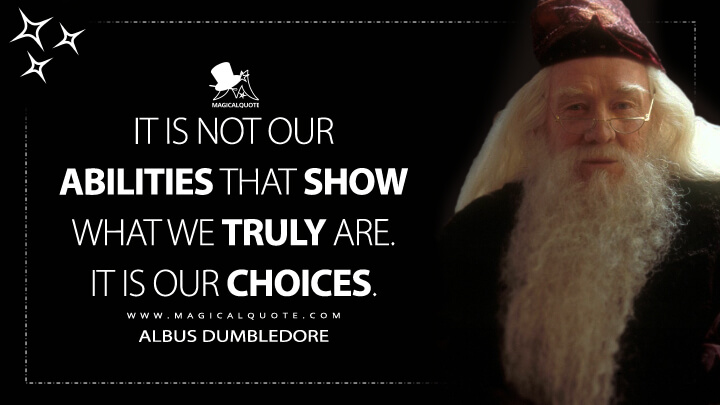 MAGICALQUOTE
IT IS NOT OUR
ABILITIES THAT SHOW
WHAT WE TRULY ARE.
IT IS OUR CHOICES.
WWW.MAGICALQUOTE.COM
ALBUS DUMBLEDORE